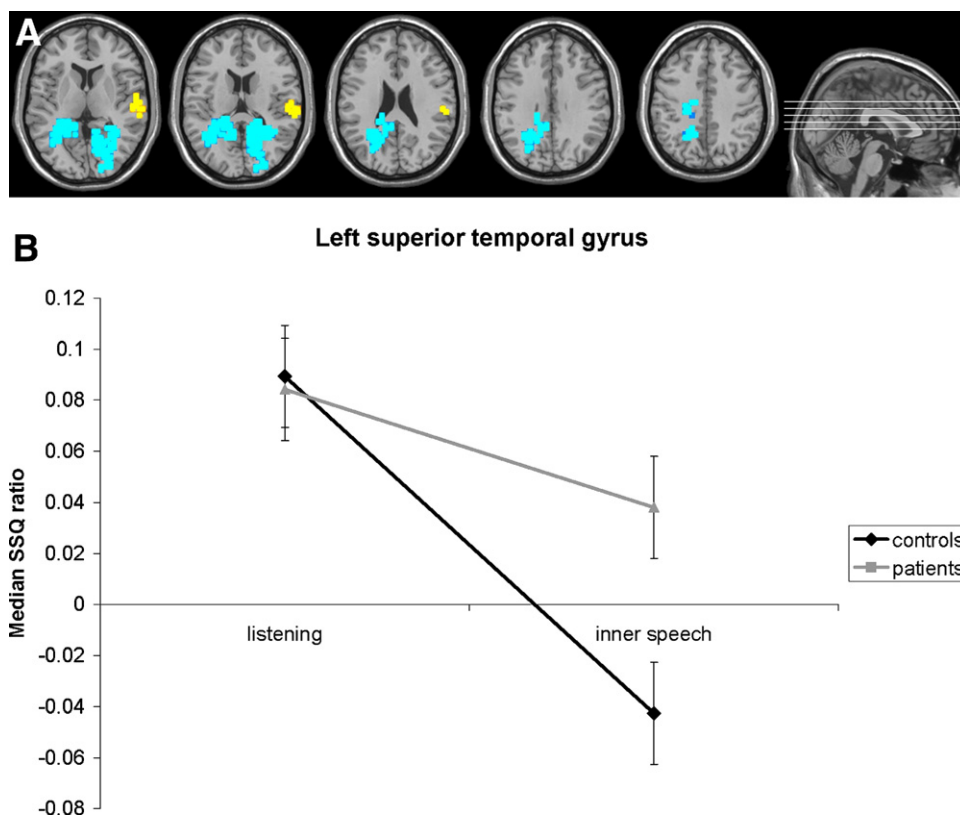 A
B
Left superior temporal gyrus
0.12
0.1
0.08
0.06
0.04
0.02
0
-0.02
-0.04
-0.06
-0.08
Median SSQ ratio
listening
inner speech
controls
patients